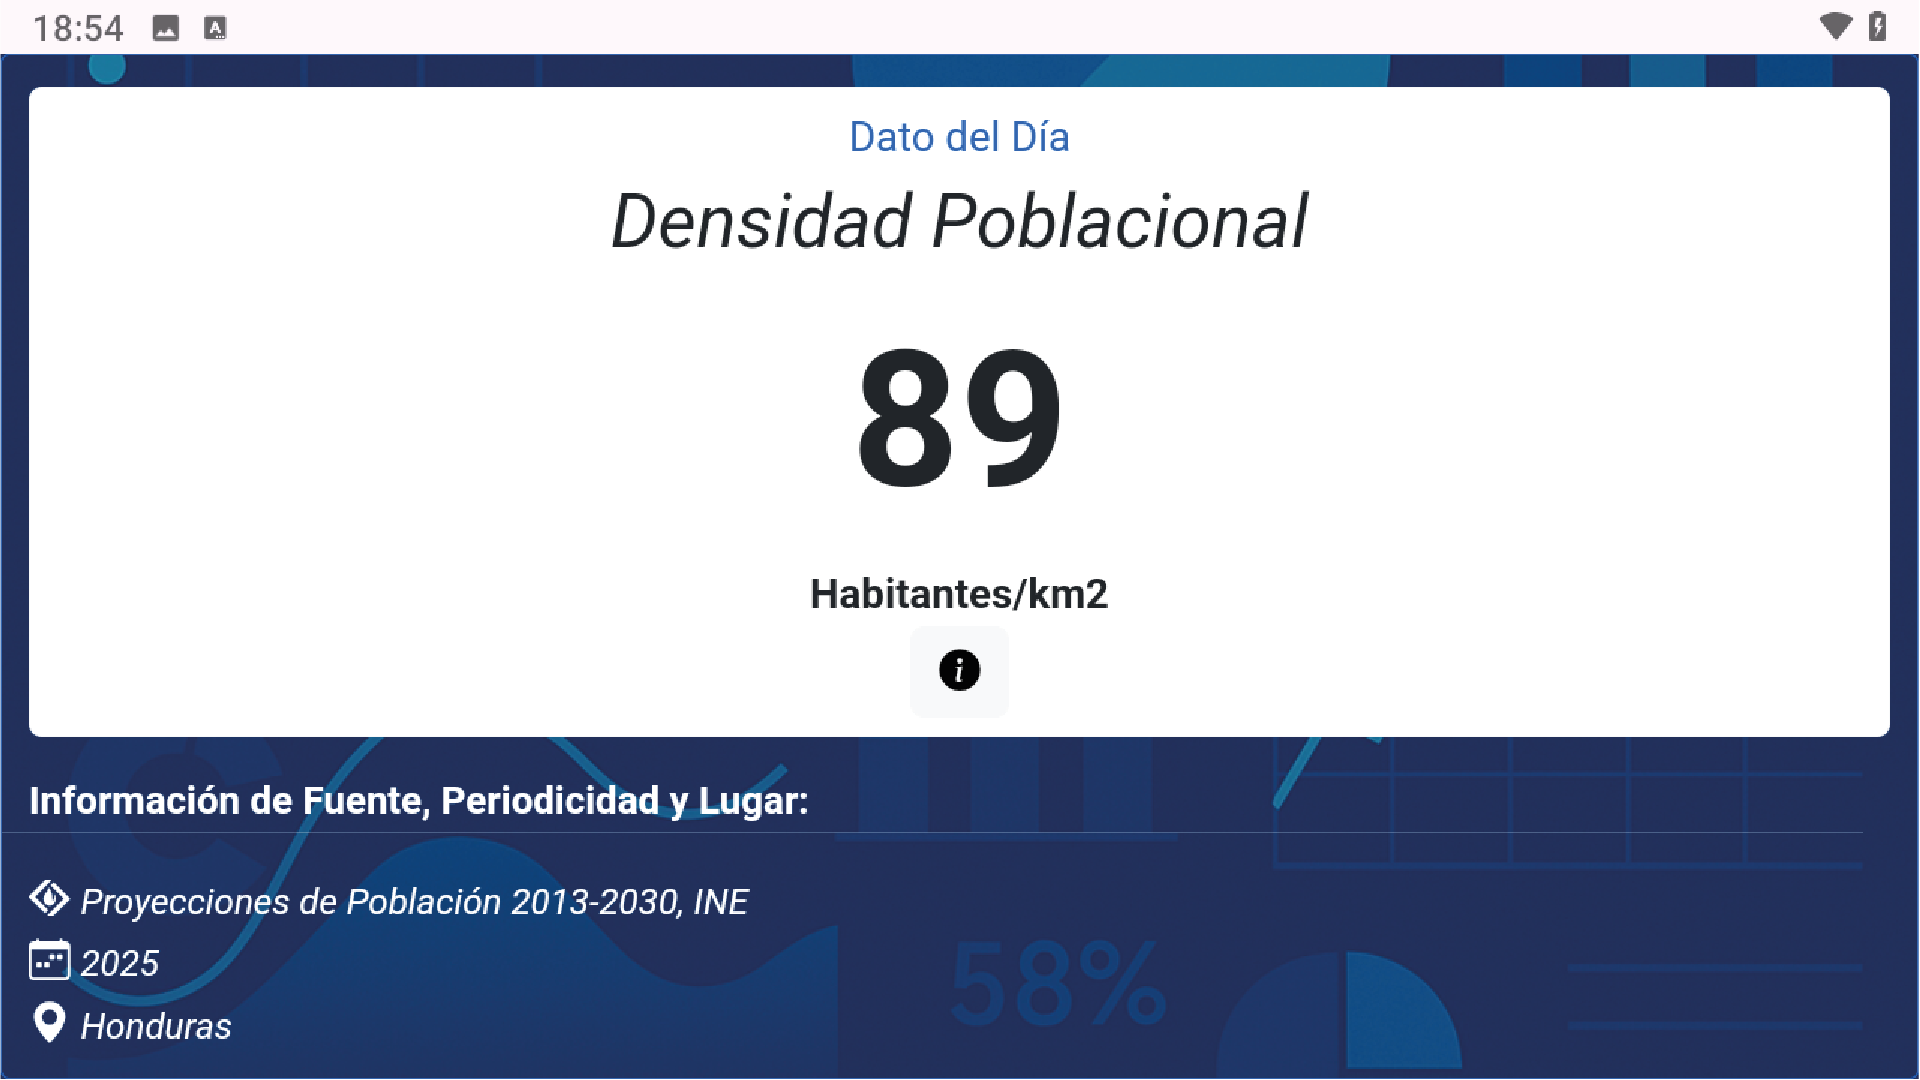 18:54
Dato del Día
Densidad Poblacional
89
Habitantes/km2
Información de Fuente, Periodicidad y Lugar:
Proyecciones de Población 2013-2030, INE
2025
58%
Honduras